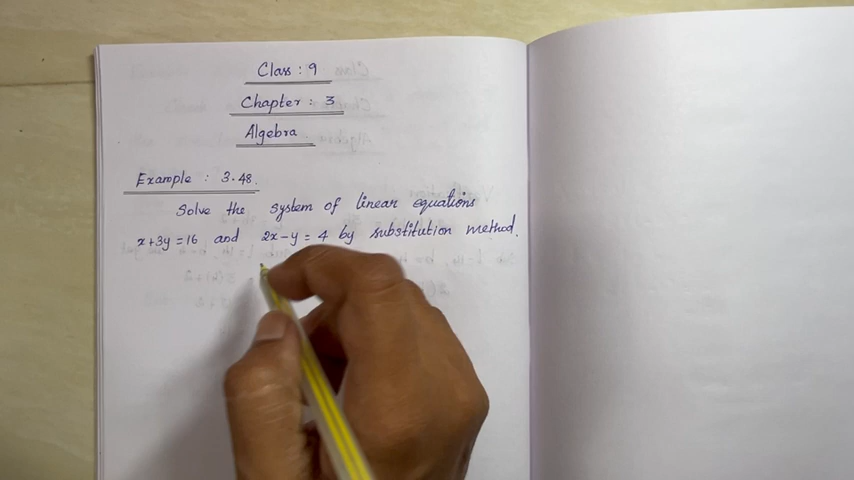 Class : 9
Chapter : 3
Algebra
Example : 3.48.
Solve the system of linear equations
x+3y = 16 and 2x-y = 4 by substitution method.